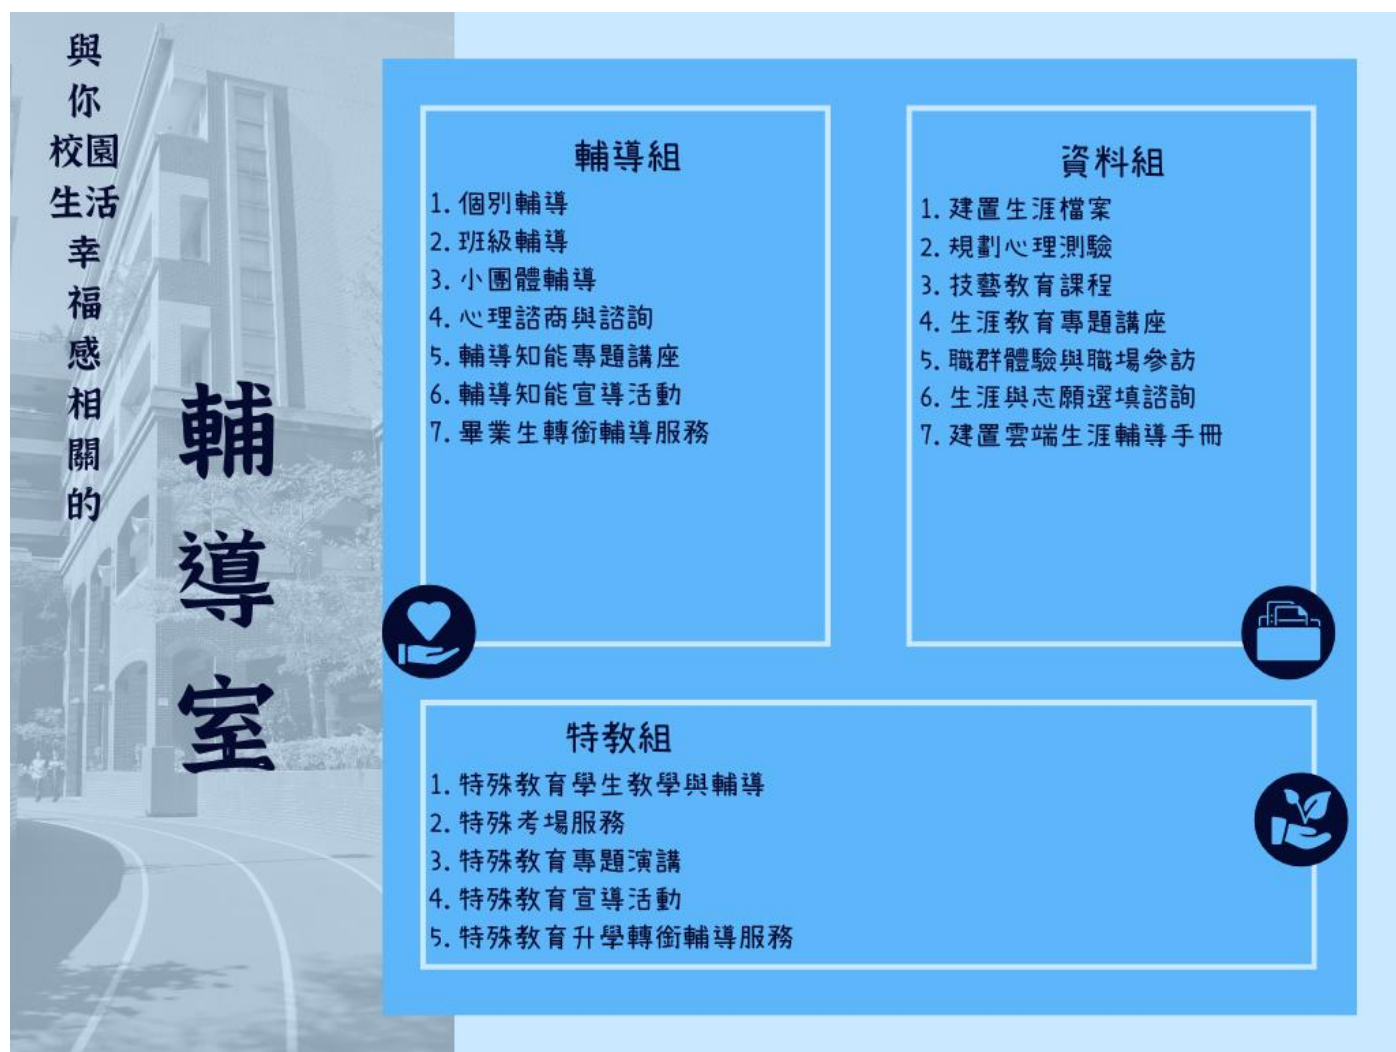 與你校園生活幸福感相關的
輔導室
輔導組
1. 個別輔導
2. 班級輔導
3. 小團體輔導
4. 心理諮商與諮詢
5. 輔導知能專題講座
6. 輔導知能宣導活動
7. 畢業生轉銜輔導服務
資料組
1. 建置生涯檔案
2. 規劃心理測驗
3. 技藝教育課程
4. 生涯教育專題講座
5. 職群體驗與職場參訪
6. 生涯與志願選填諮詢
7. 建置雲端生涯輔導手冊
特教組
1. 特殊教育學生教學與輔導
2. 特殊考場服務
3. 特殊教育專題演講
4. 特殊教育宣導活動
5. 特殊教育升學轉銜輔導服務